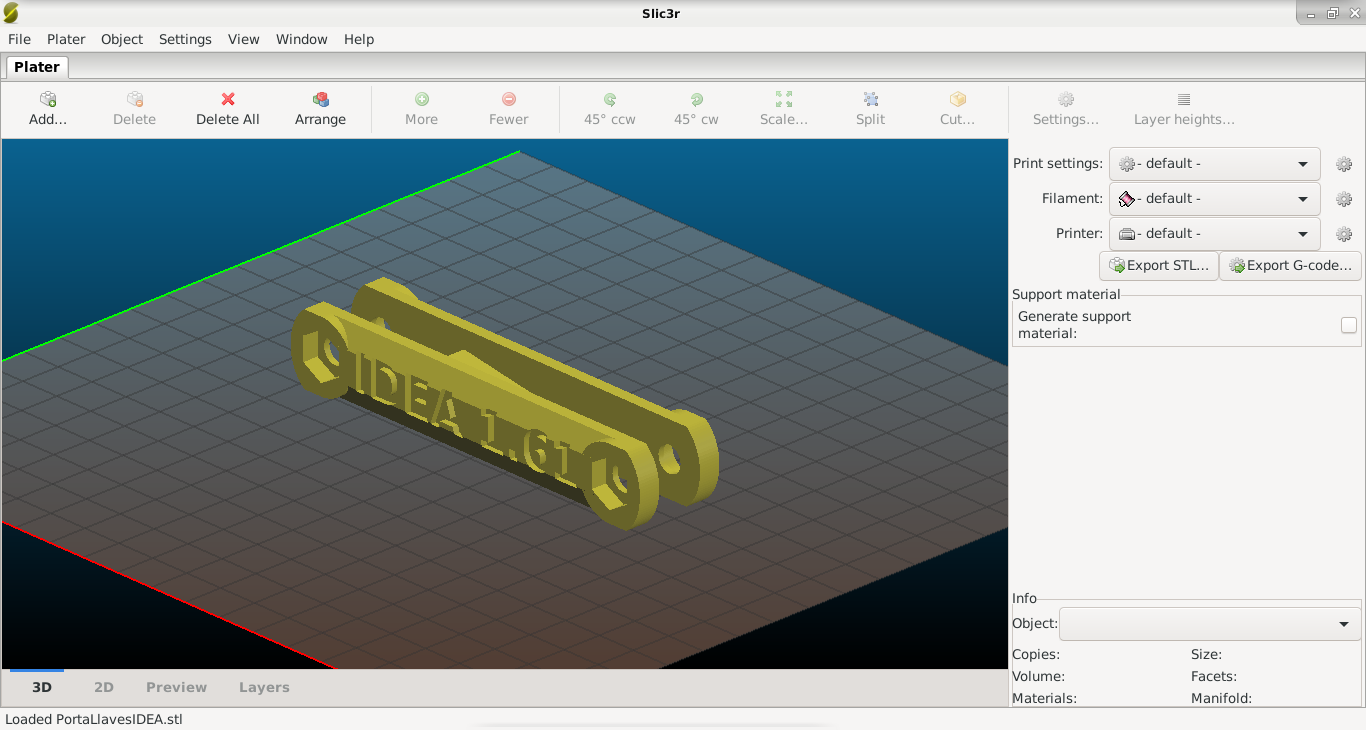 Slic3r
File Plater Object Settings View Window Help
Plater
Add... Delete Delete All Arrange More Fewer 45° ccw 45° cw Scale... Split Cut... Settings... Layer heights...
Print settings: - default -
Filament: - default -
Printer: - default -
Export STL... Export G-code...
Support material
Generate support
material:
IDEA 1.61
Info
Object:
Copies: Size:
Volume: Facets:
Materials: Manifold:
3D 2D Preview Layers
Loaded PortaLlavesIDEA.stl